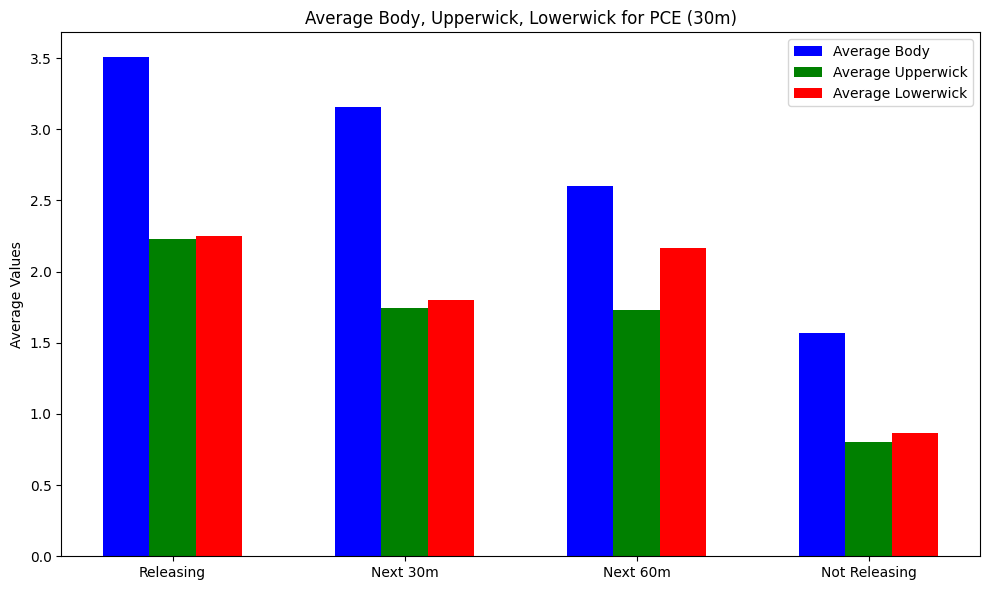 Average Body, Upperwick, Lowerwick for PCE (30m)
Average Body
Average Upperwick
Average Lowerwick
Average Values
3.5
3.0
2.5
2.0
1.5
1.0
0.5
0.0
Releasing
Next 30m
Next 60m
Not Releasing